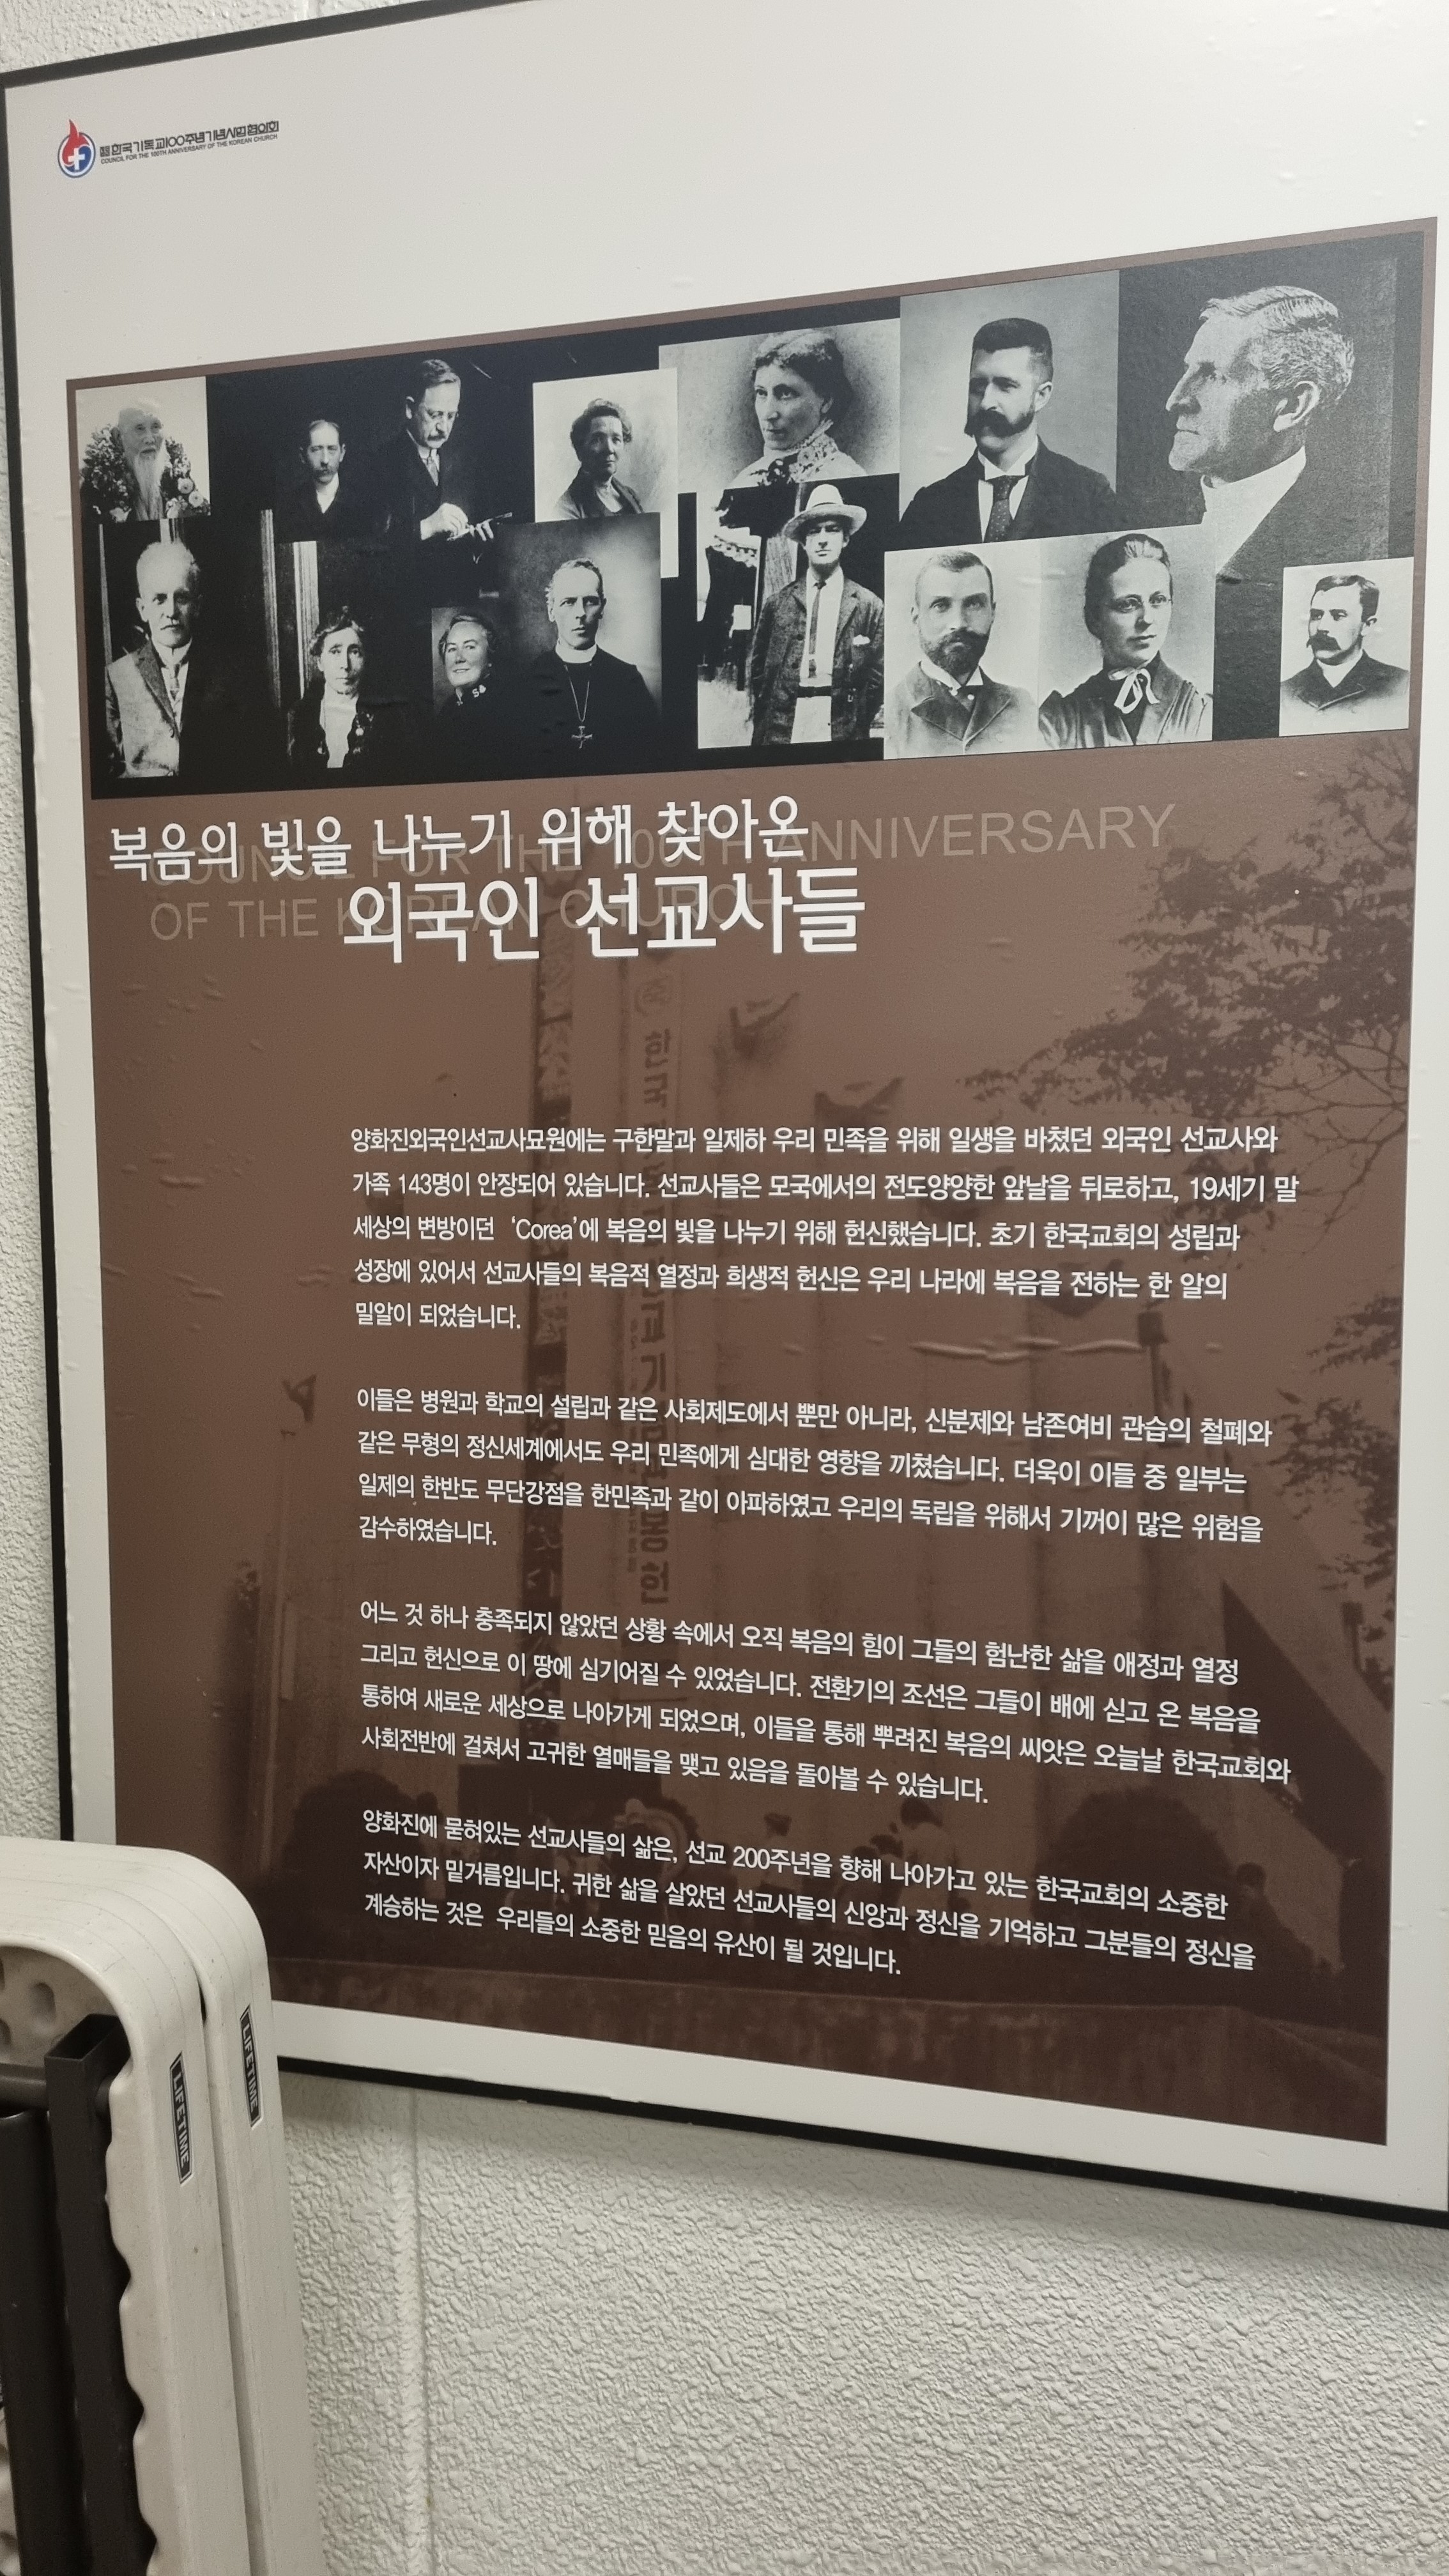 한국기독교100주년기념사업협의회
COUNCIL FOR THE 100TH ANNIVERSARY OF THE KOREAN CHURCH
복음의 빛을 나누기 위해 찾아온
외국인 선교사들
COUNCIL FOR THE 100TH ANNIVERSARY
OF THE KOREAN CHURCH
양화진외국인선교사묘원에는 구한말과 일제하 우리 민족을 위해 일생을 바쳤던 외국인 선교사와
가족 143명이 안장되어 있습니다. 선교사들은 모국에서의 전도양양한 앞날을 뒤로하고, 19세기 말
세상의 변방이던 ‘Corea’에 복음의 빛을 나누기 위해 헌신했습니다. 초기 한국교회의 성립과
성장에 있어서 선교사들의 복음적 열정과 희생적 헌신은 우리 나라에 복음을 전하는 한 알의
밀알이 되었습니다.
이들은 병원과 학교의 설립과 같은 사회제도에서 뿐만 아니라, 신분제와 남존여비 관습의 철폐와
같은 무형의 정신세계에서도 우리 민족에게 심대한 영향을 끼쳤습니다. 더욱이 이들 중 일부는
일제의 한반도 무단강점을 한민족과 같이 아파하였고 우리의 독립을 위해서 기꺼이 많은 위험을
감수하였습니다.
어느 것 하나 충족되지 않았던 상황 속에서 오직 복음의 힘이 그들의 험난한 삶을 애정과 열정
그리고 헌신으로 이 땅에 심기어질 수 있었습니다. 전환기의 조선은 그들이 배에 싣고 온 복음을
통하여 새로운 세상으로 나아가게 되었으며, 이들을 통해 뿌려진 복음의 씨앗은 오늘날 한국교회와
사회전반에 걸쳐서 고귀한 열매들을 맺고 있음을 돌아볼 수 있습니다.
양화진에 묻혀있는 선교사들의 삶은, 선교 200주년을 향해 나아가고 있는 한국교회의 소중한
자산이자 밑거름입니다. 귀한 삶을 살았던 선교사들의 신앙과 정신을 기억하고 그분들의 정신을
계승하는 것은 우리들의 소중한 믿음의 유산이 될 것입니다.
LIFETIME
LIFETIME